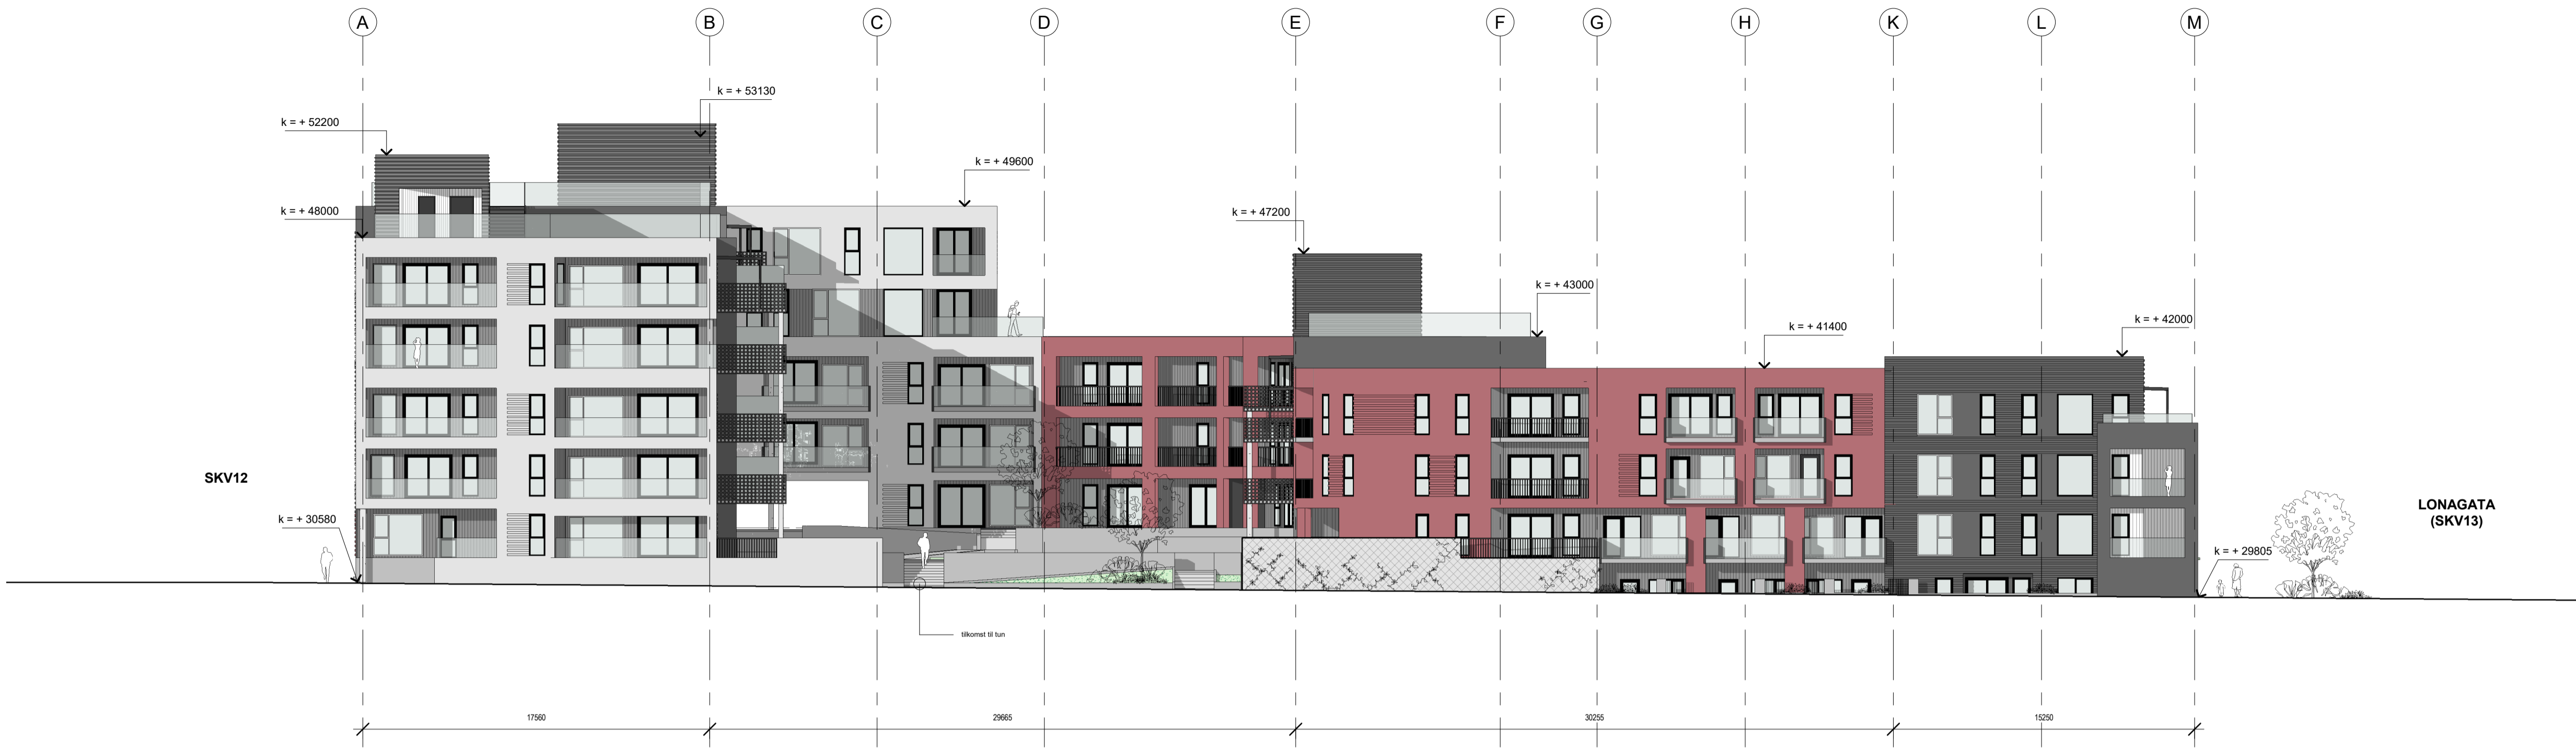 A B C D E F G H K L M
k = + 53130
k = + 52200
k = + 49600
k = + 48000
k = + 47200
k = + 43000
k = + 42000
k = + 41400
SKV12
LONAGATA
(SKV13)
k = + 30580
k = + 29805
tilkomst til tun
17560 29665 30255 15250